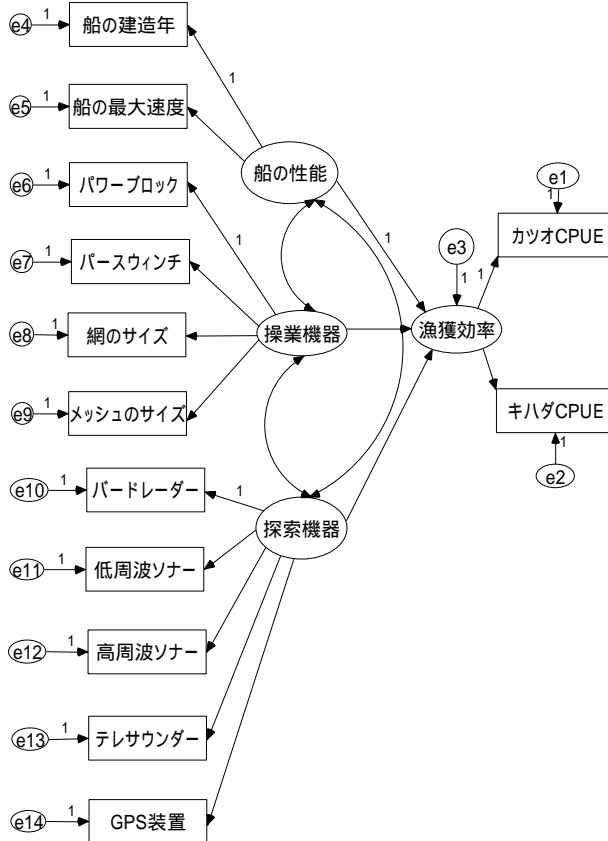 e4 1 船の建造年
1
e5 1 船の最大速度
船の性能
e6 1 パワーブロック
1
1
e7 1 パースウィンチ
e8 1 網のサイズ
操業機器
e9 1 メッシュのサイズ
e10 1 バードレーダー
1
探索機器
e11 1 低周波ソナー
e12 1 高周波ソナー
e13 1 テレサウンダー
e14 1 GPS装置
e3
1
漁獲効率
e1
1
カツオCPUE
1
キハダCPUE
1
e2